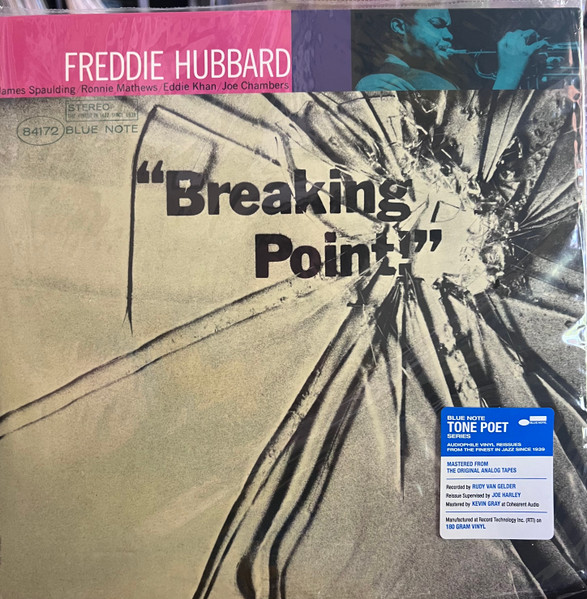 FREDDIE HUBBARD
James Spaulding/Ronnie Mathews/Eddie Khan/Joe Chambers
STEREO
84172 BLUE NOTE
"Breaking
Point!"
BLUE NOTE
TONE POET
SERIES
BLUE NOTE
AUDIOPHILE VINYL REISSUES
FROM THE FINEST IN JAZZ SINCE 1939
MASTERED FROM
THE ORIGINAL ANALOG TAPES
Recorded by RUDY VAN GELDER
Reissue Supervised by JOE HARLEY
Mastered by KEVIN GRAY at Cohearent Audio
Manufactured at Record Technology Inc. (RTI) on
180 GRAM VINYL